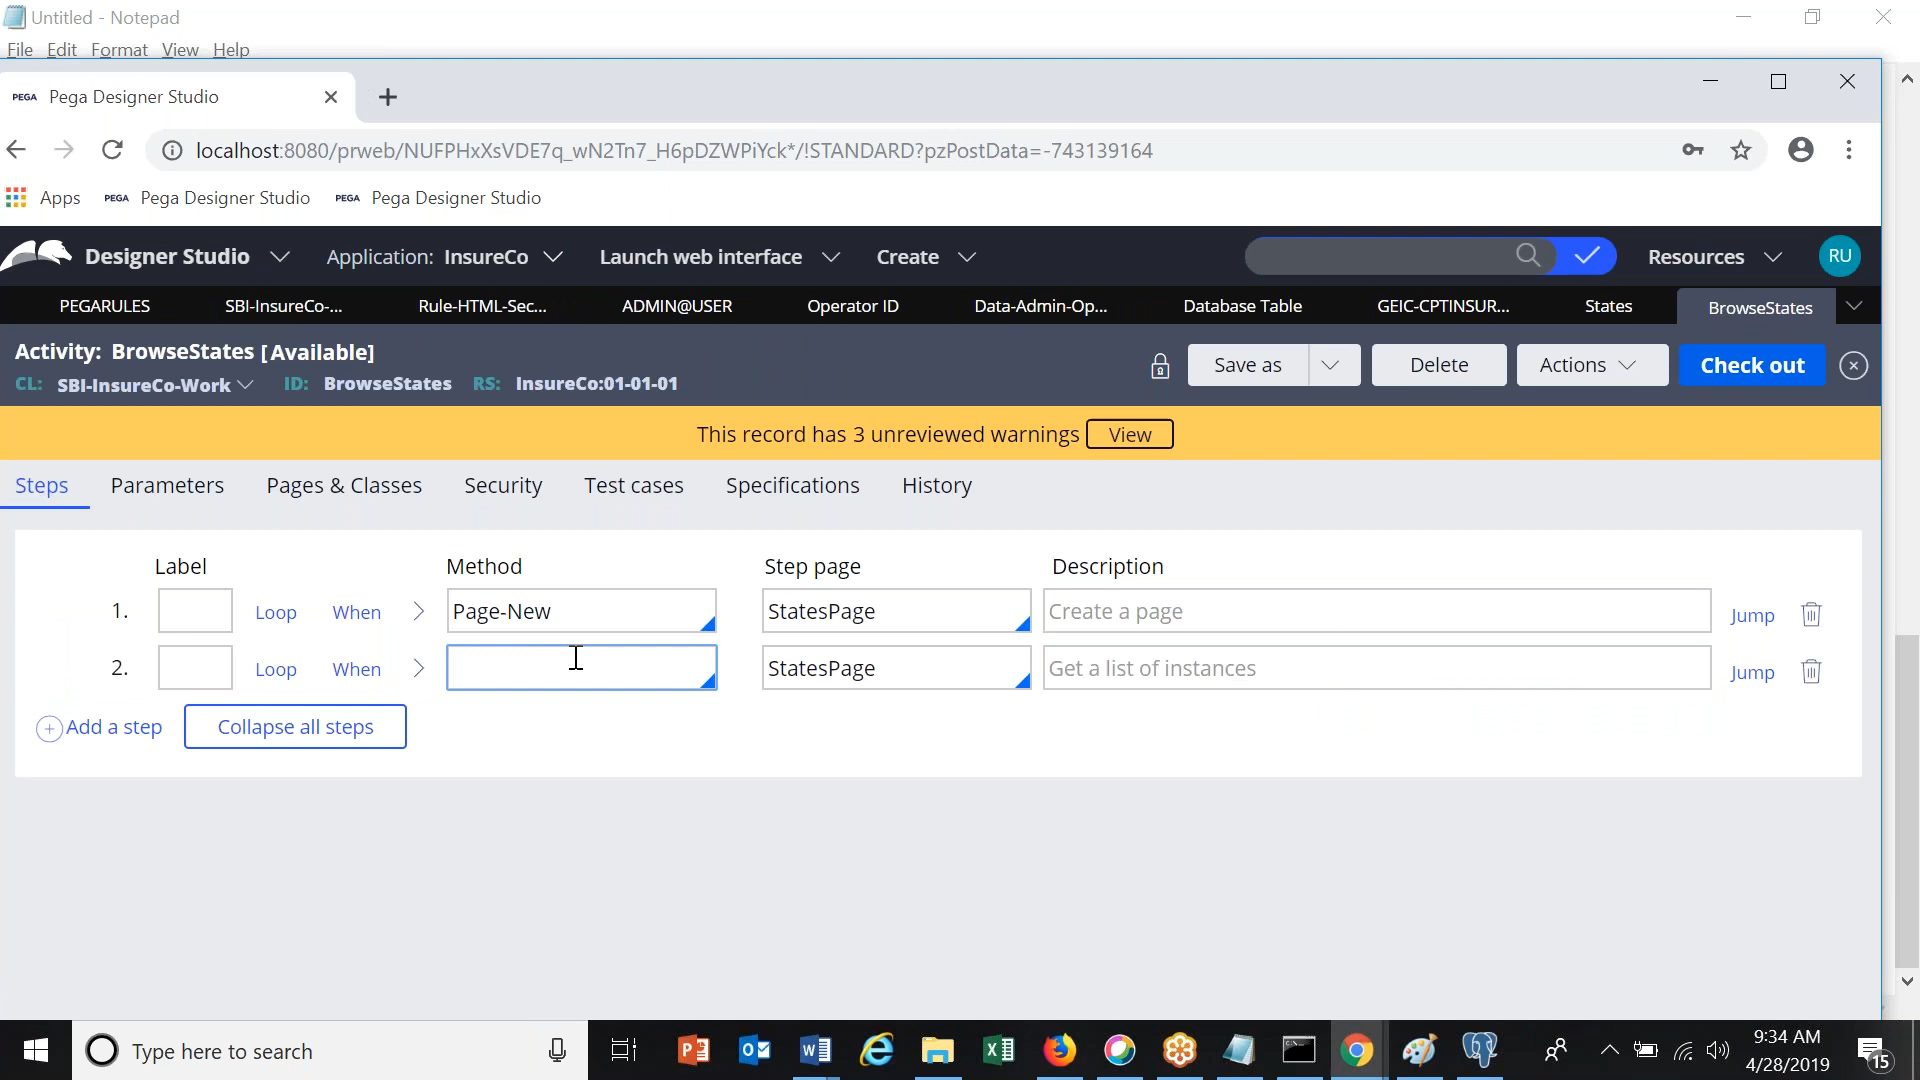 Untitled - Notepad
File Edit Format View Help
PEGA Pega Designer Studio
localhost:8080/prweb/NUFPHxXsVDE7q_wN2Tn7_H6pDZWPiYck*/!STANDARD?pzPostData=-743139164
Apps PEGA Pega Designer Studio PEGA Pega Designer Studio
Designer Studio Application: InsureCo Launch web interface Create Resources RU
PEGARULES SBI-InsureCo-... Rule-HTML-Sec... ADMIN@USER Operator ID Data-Admin-Op... Database Table GEIC-CPTINSUR... States BrowseStates
Activity: BrowseStates [Available]
CL: SBI-InsureCo-Work ID: BrowseStates RS: InsureCo:01-01-01
Save as Delete Actions Check out
This record has 3 unreviewed warnings View
Steps Parameters Pages & Classes Security Test cases Specifications History
Label Method Step page Description
1. Loop When Page-New StatesPage Create a page Jump
2. Loop When StatesPage Get a list of instances Jump
Add a step Collapse all steps
Type here to search
9:34 AM
4/28/2019
15